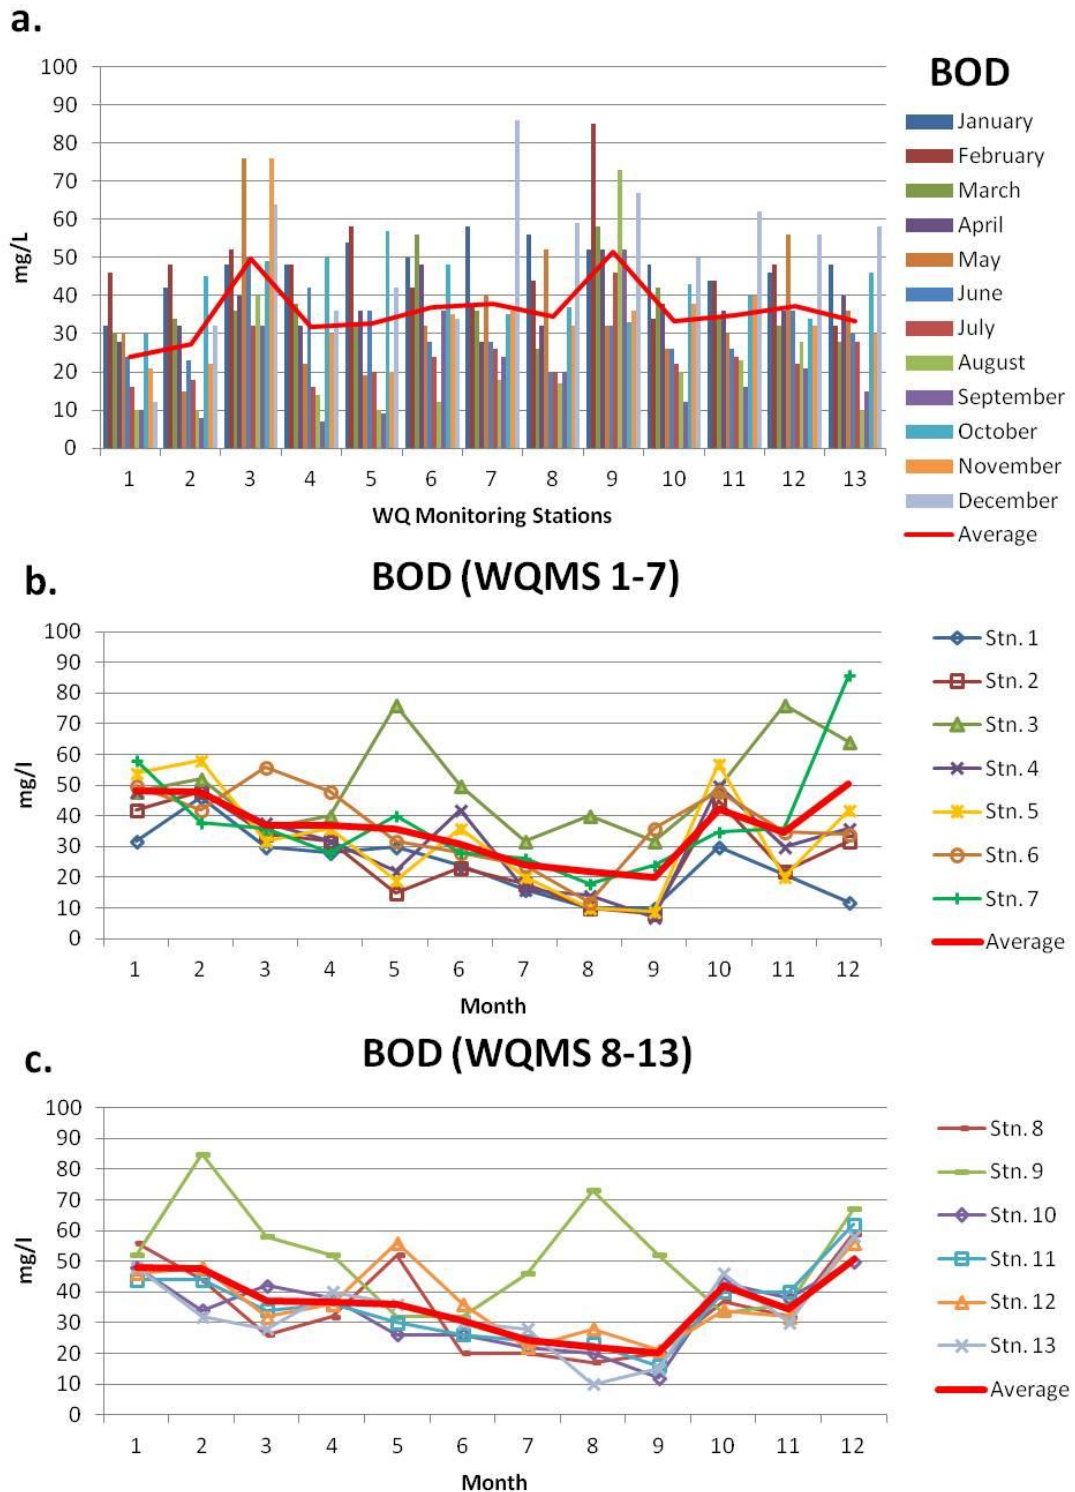 a.
100
90
80
70
60
50
40
30
20
10
0
mg/L
1 2 3 4 5 6 7 8 9 10 11 12 13
WQ Monitoring Stations
BOD
January
February
March
April
May
June
July
August
September
October
November
December
Average
b.
BOD (WQMS 1-7)
100
90
80
70
60
50
40
30
20
10
0
mg/l
1 2 3 4 5 6 7 8 9 10 11 12
Month
Stn. 1
Stn. 2
Stn. 3
Stn. 4
Stn. 5
Stn. 6
Stn. 7
Average
c.
BOD (WQMS 8-13)
100
90
80
70
60
50
40
30
20
10
0
mg/l
1 2 3 4 5 6 7 8 9 10 11 12
Month
Stn. 8
Stn. 9
Stn. 10
Stn. 11
Stn. 12
Stn. 13
Average